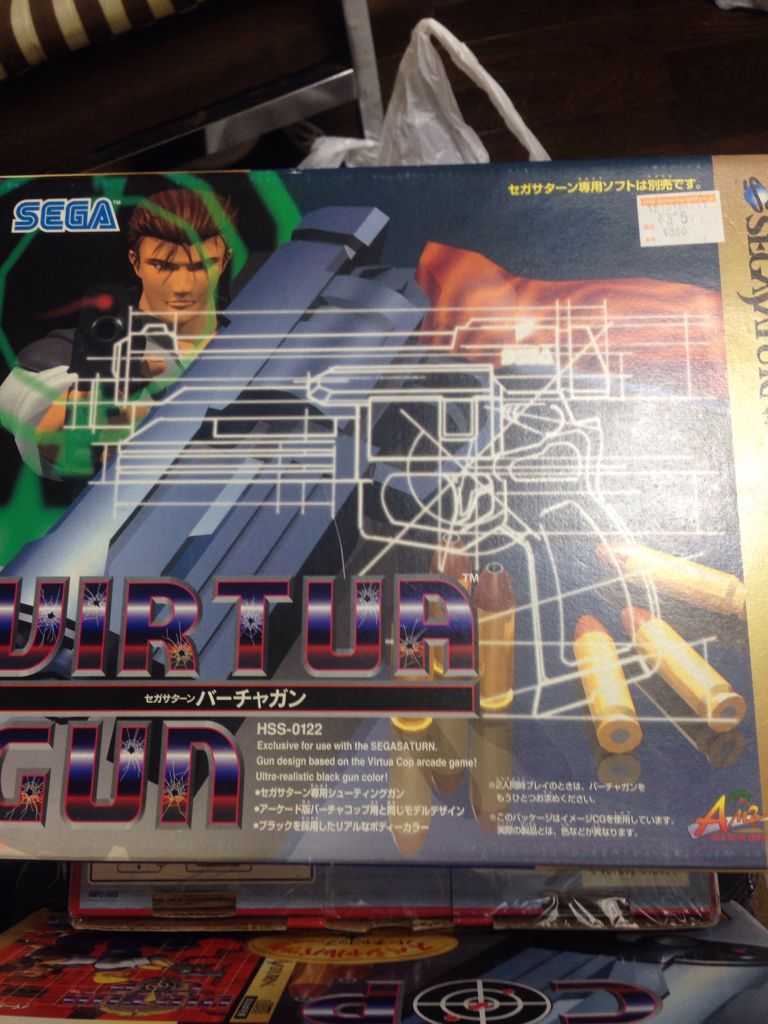 SEGA™
セガサターン専用ソフトは別売です。
¥380
SEGA SATURN
VIRTUA™
セガサターン バーチャガン
GUN
HSS-0122
Exclusive for use with the SEGASATURN.
Gun design based on the Virtua Cop arcade game!
Ultra-realistic black gun color!
•セガサターン専用シューティングガン
•アーケード版バーチャコップ用と同じモデルデザイン
•ブラックを採用したリアルなボディーカラー
※2人同時プレイのときは、バーチャガンを
もうひとつお求めください。
※このパッケージはイメージCGを使用しています。
実際の製品とは、色などが異なります。
AM2
COP